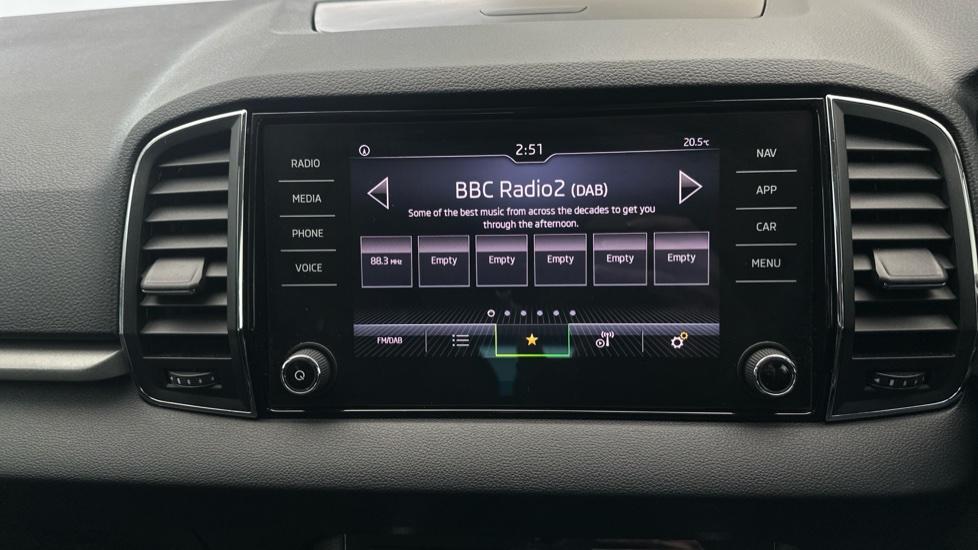 2:51
20.5°C
RADIO
MEDIA
PHONE
VOICE
BBC Radio2 (DAB)
Some of the best music from across the decades to get you
through the afternoon.
88.3 MHz
Empty
Empty
Empty
Empty
Empty
FM/DAB
NAV
APP
CAR
MENU